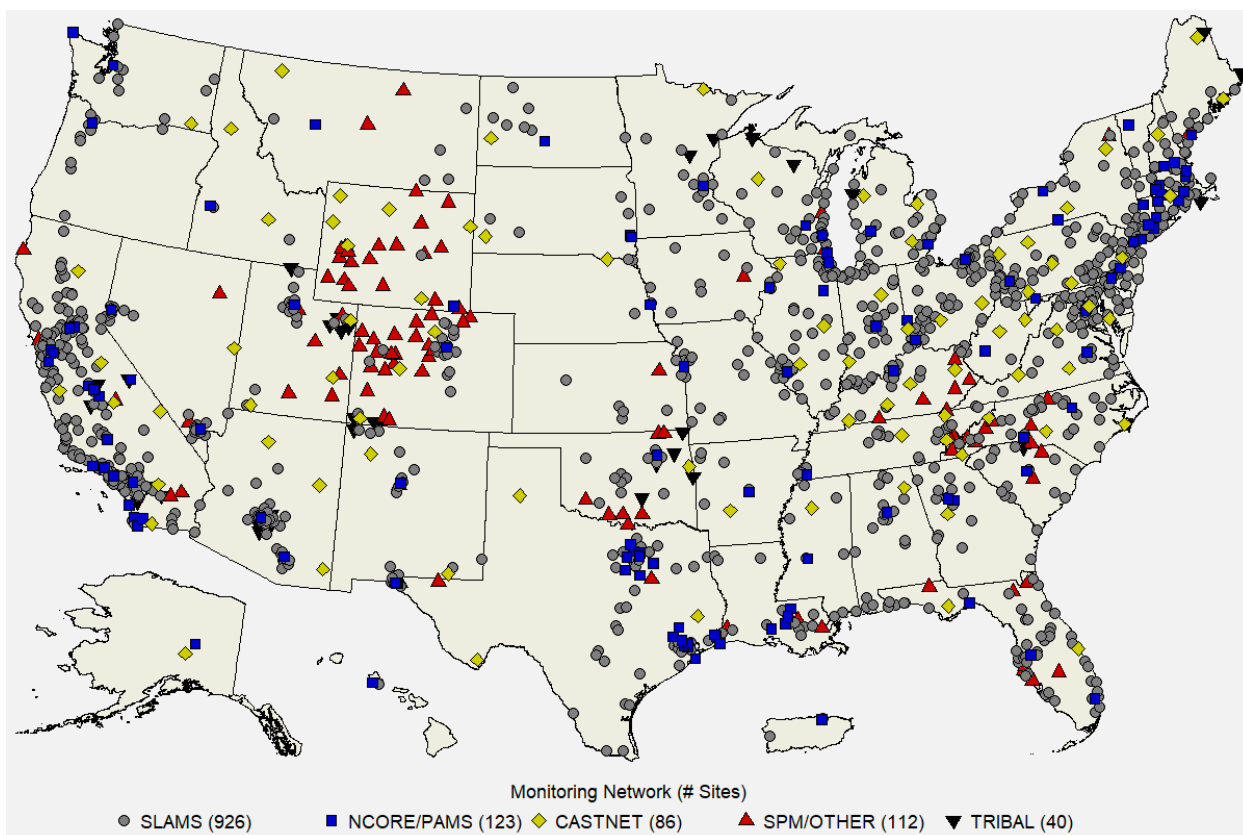 Monitoring Network (# Sites)
SLAMS (926) NCORE/PAMS (123) CASTNET (86) SPM/OTHER (112) TRIBAL (40)